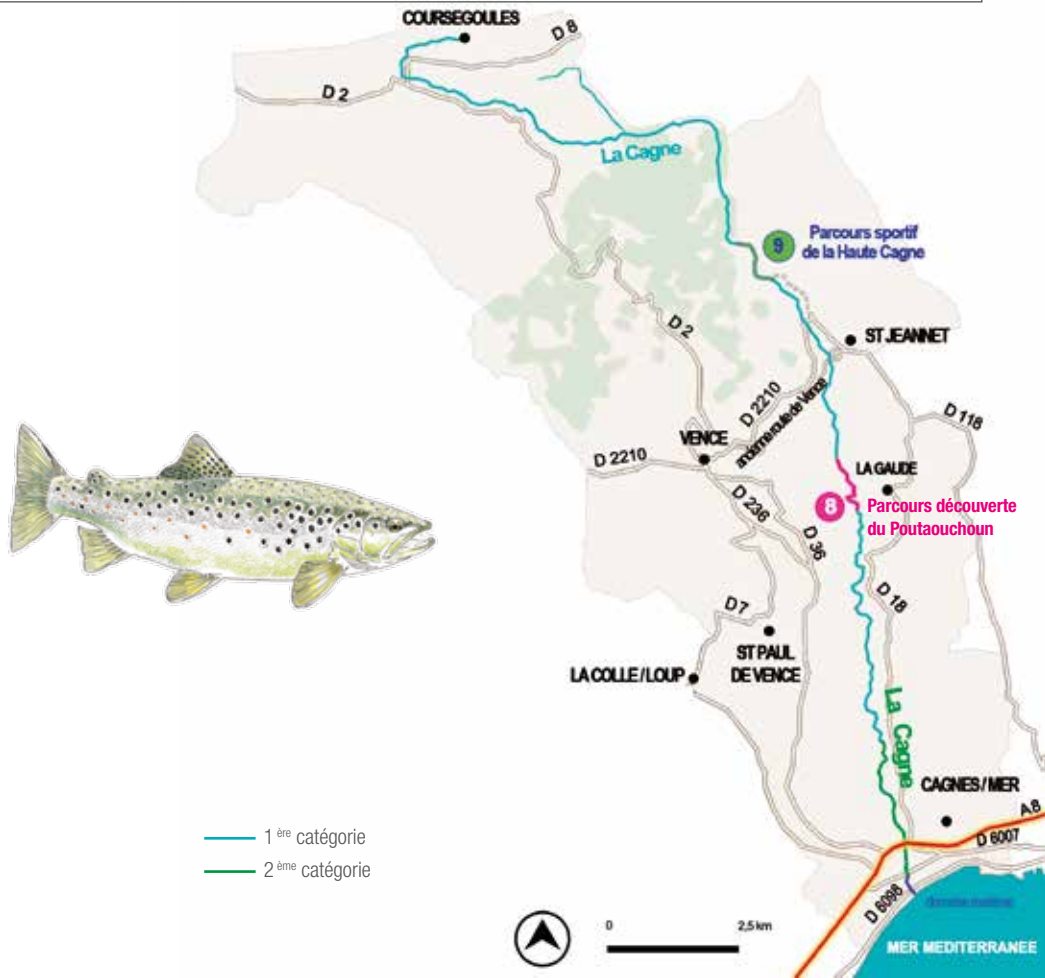 COURSEGOULES
D 8
D 2
La Cagne
9
Parcours sportif
de la Haute Cagne
ST JEANNET
D 2
D 2210
ancienne route de Vence
D 118
VENCE
D 2210
LA GAUDE
8
Parcours découverte
du Poutaouchoun
D 236
D 36
D 18
D7
ST PAUL
DE VENCE
LA COLLE / LOUP
La Cagne
CAGNES / MER
A 8
D 6007
1 ère catégorie
2 ème catégorie
D 6098
0
2,5 km
MER MEDITERRANEE